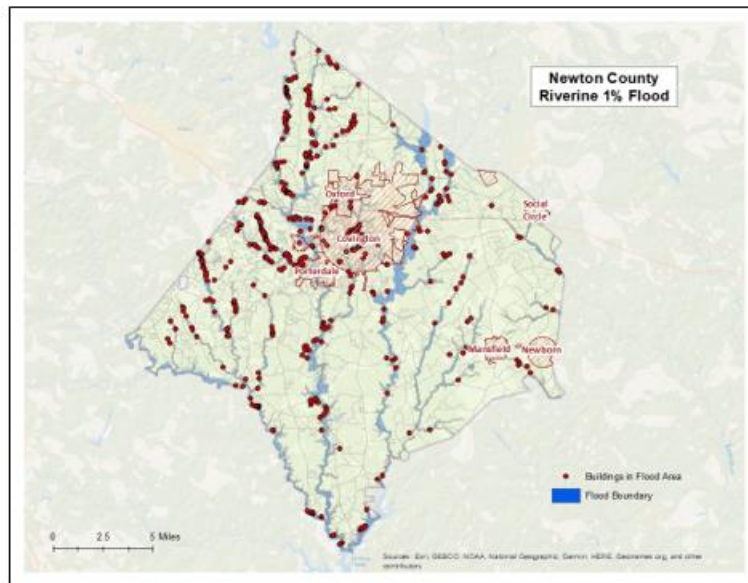 Newton County
Riverine 1% Flood
Oxford
Social
Circle
Covington
Porterdale
Mansfield
Newborn
Buildings in Flood Area
Flood Boundary
0 2.5 5 Miles
Sources: Esri, GEBCO, NOAA, National Geographic, Garmin, HERE, Geonames.org, and other
contributors